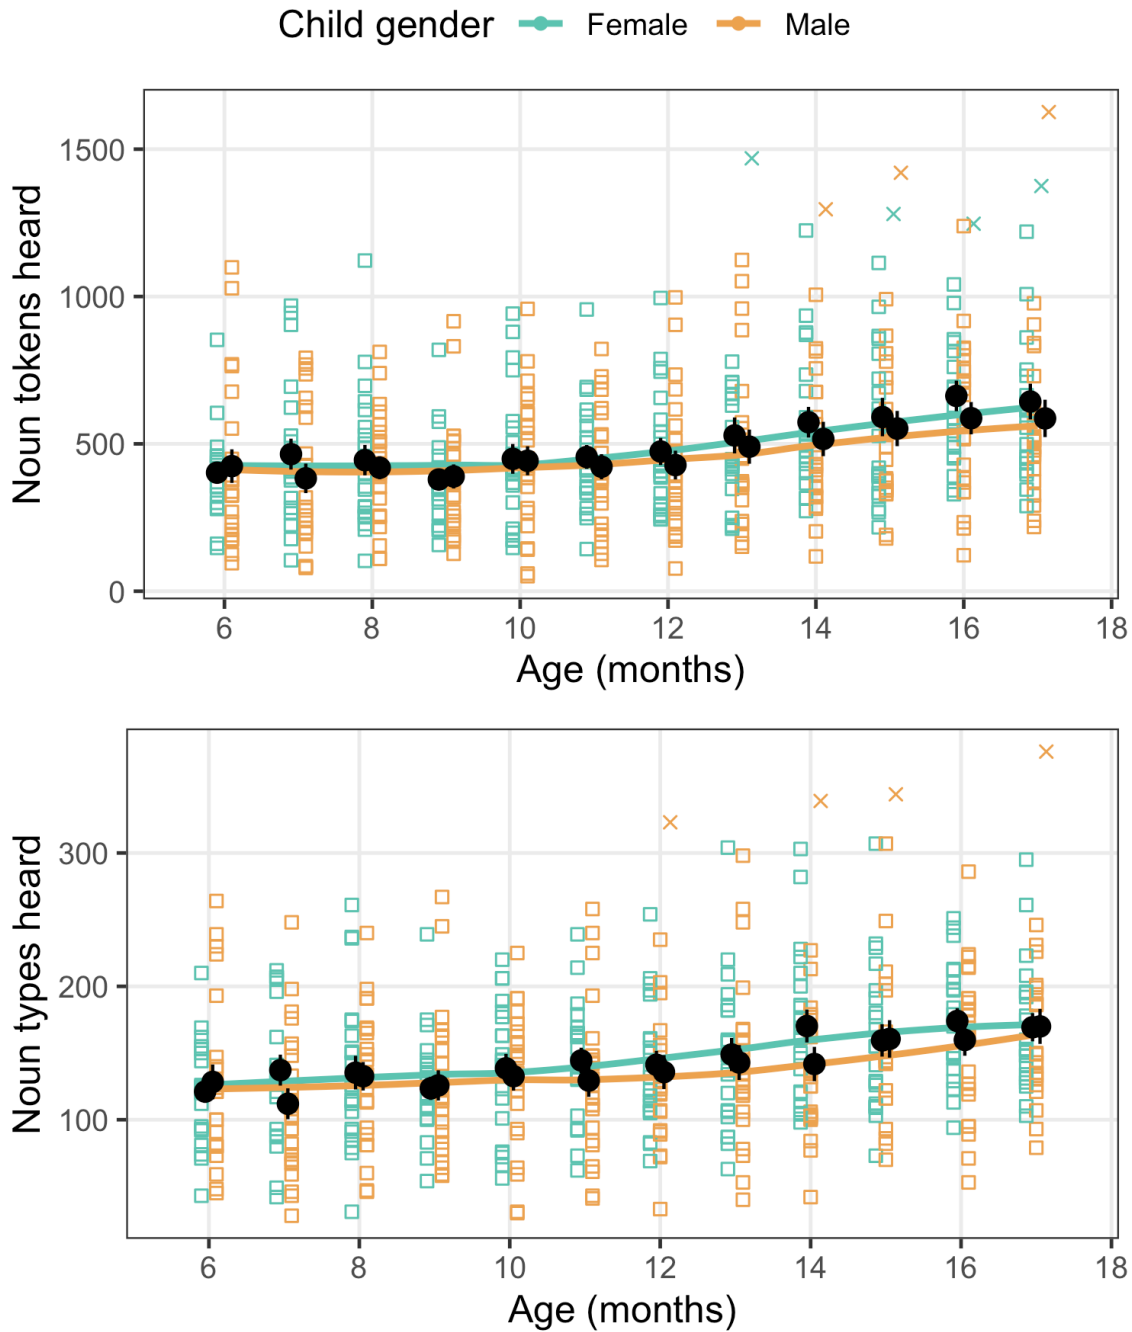 Child gender Female Male
Noun tokens heard
1500
1000
500
0
6 8 10 12 14 16 18
Age (months)
Noun types heard
300
200
100
6 8 10 12 14 16 18
Age (months)